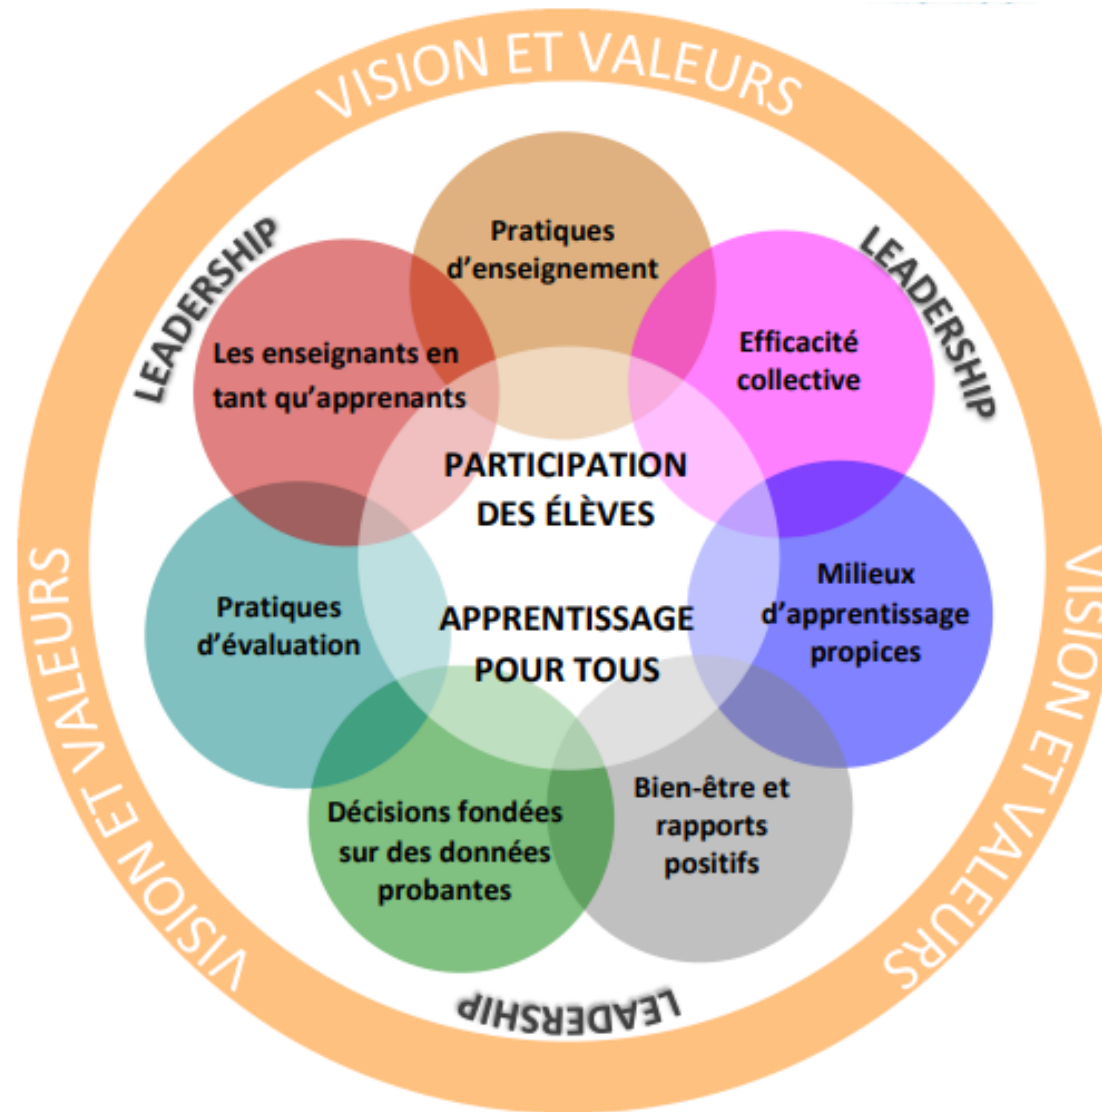 VISION ET VALEURS
LEADERSHIP
LEADERSHIP
Pratiques
d’enseignement
Efficacité
collective
Les enseignants en
tant qu’apprenants
PARTICIPATION
DES ÉLÈVES
APPRENTISSAGE
POUR TOUS
Milieux
d’apprentissage
propices
Pratiques
d’évaluation
Bien-être et
rapports
positifs
Décisions fondées
sur des données
probantes
VISION ET VALEURS
VISION ET VALEURS
LEADERSHIP